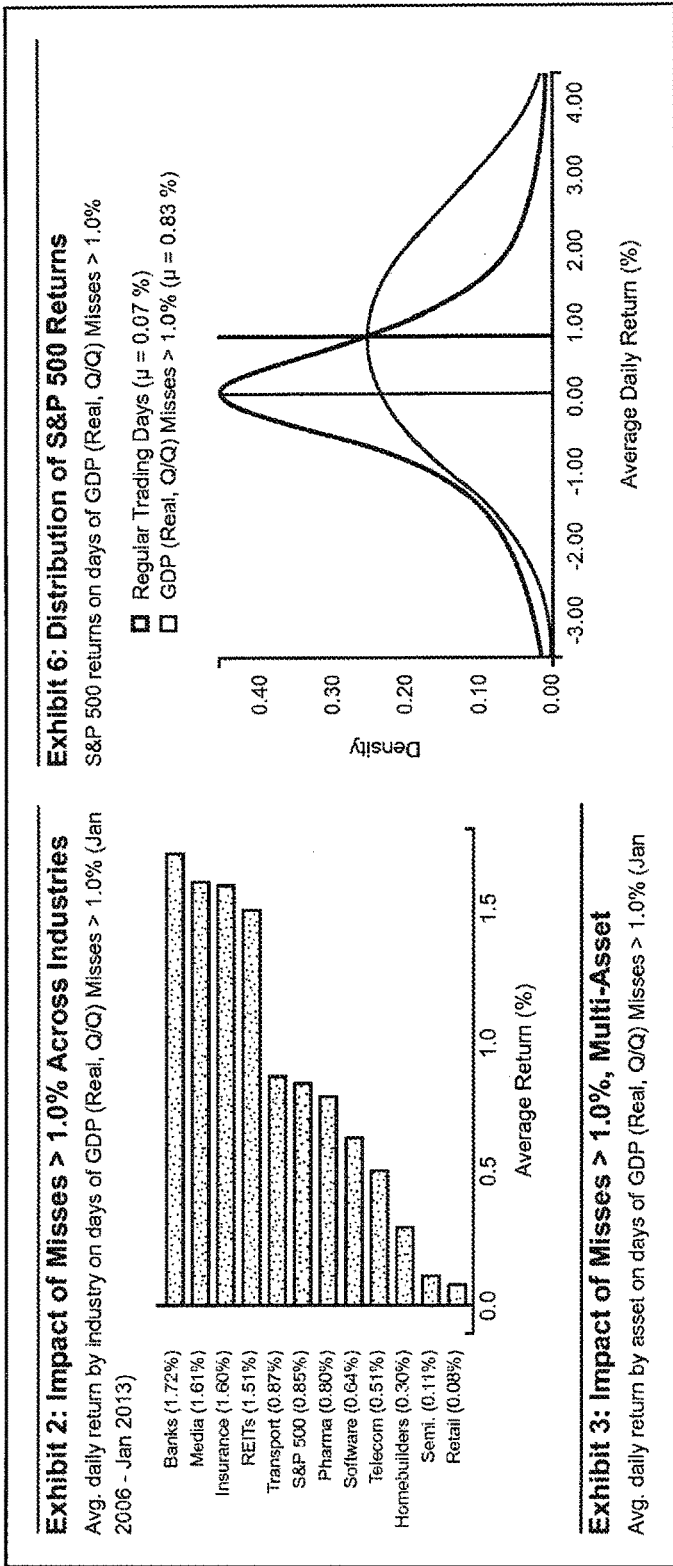 Exhibit 2: Impact of Misses > 1.0% Across Industries
Avg. daily return by industry on days of GDP (Real, Q/Q) Misses > 1.0% (Jan
2006 - Jan 2013)
Banks (1.72%)
Media (1.61%)
Insurance (1.60%)
REITs (1.51%)
Transport (0.87%)
S&P 500 (0.85%)
Pharma (0.80%)
Software (0.64%)
Telecom (0.51%)
Homebuilders (0.30%)
Semi. (0.11%)
Retail (0.08%)
0.0 0.5 1.0 1.5
Average Return (%)
Exhibit 3: Impact of Misses > 1.0%, Multi-Asset
Avg. daily return by asset on days of GDP (Real, Q/Q) Misses > 1.0% (Jan
Exhibit 6: Distribution of S&P 500 Returns
S&P 500 returns on days of GDP (Real, Q/Q) Misses > 1.0%
Regular Trading Days (μ = 0.07 %)
GDP (Real, Q/Q) Misses > 1.0% (μ = 0.83 %)
0.40
0.30
0.20
0.10
0.00
Density
-3.00 -2.00 -1.00 0.00 1.00 2.00 3.00 4.00
Average Daily Return (%)